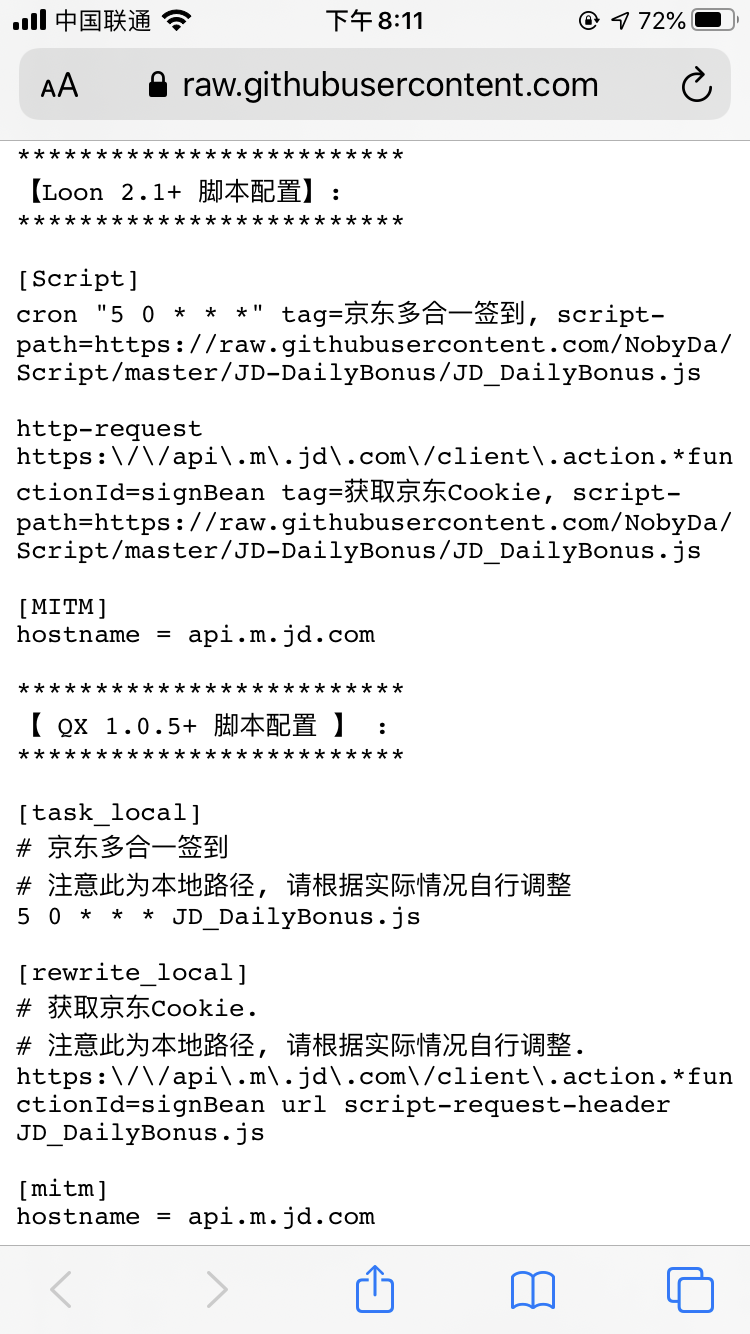 中国联通
下午8:11
72%
AA
raw.githubusercontent.com
*************************
【Loon 2.1+ 脚本配置】:
*************************
[Script]
cron "5 0 * * *" tag=京东多合一签到, script-
path=https://raw.githubusercontent.com/NobyDa/
Script/master/JD-DailyBonus/JD_DailyBonus.js
http-request
https:\/\/api\.m\.jd\.com\/client\.action.*fun
ctionId=signBean tag=获取京东Cookie, script-
path=https://raw.githubusercontent.com/NobyDa/
Script/master/JD-DailyBonus/JD_DailyBonus.js
[MITM]
hostname = api.m.jd.com
*************************
【 QX 1.0.5+ 脚本配置 】 :
*************************
[task_local]
# 京东多合一签到
# 注意此为本地路径, 请根据实际情况自行调整
5 0 * * * JD_DailyBonus.js
[rewrite_local]
# 获取京东Cookie.
# 注意此为本地路径, 请根据实际情况自行调整.
https:\/\/api\.m\.jd\.com\/client\.action.*fun
ctionId=signBean url script-request-header
JD_DailyBonus.js
[mitm]
hostname = api.m.jd.com